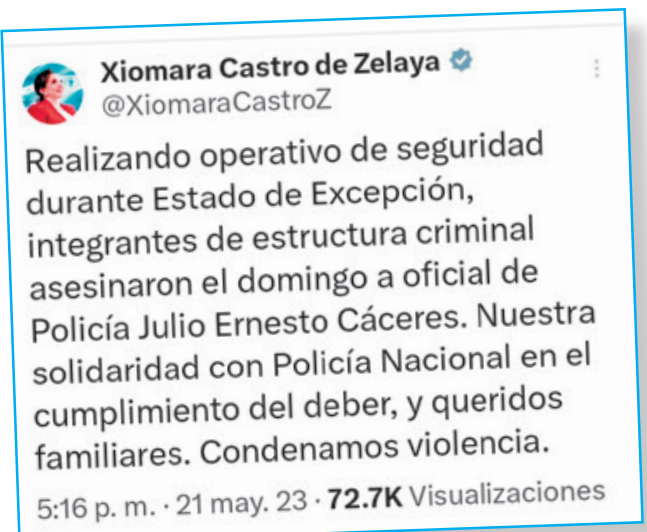 Xiomara Castro de Zelaya
@XiomaraCastroZ
Realizando operativo de seguridad
durante Estado de Excepción,
integrantes de estructura criminal
asesinaron el domingo a oficial de
Policía Julio Ernesto Cáceres. Nuestra
solidaridad con Policía Nacional en el
cumplimiento del deber, y queridos
familiares. Condenamos violencia.
5:16 p. m. · 21 may. 23 · 72.7K Visualizaciones